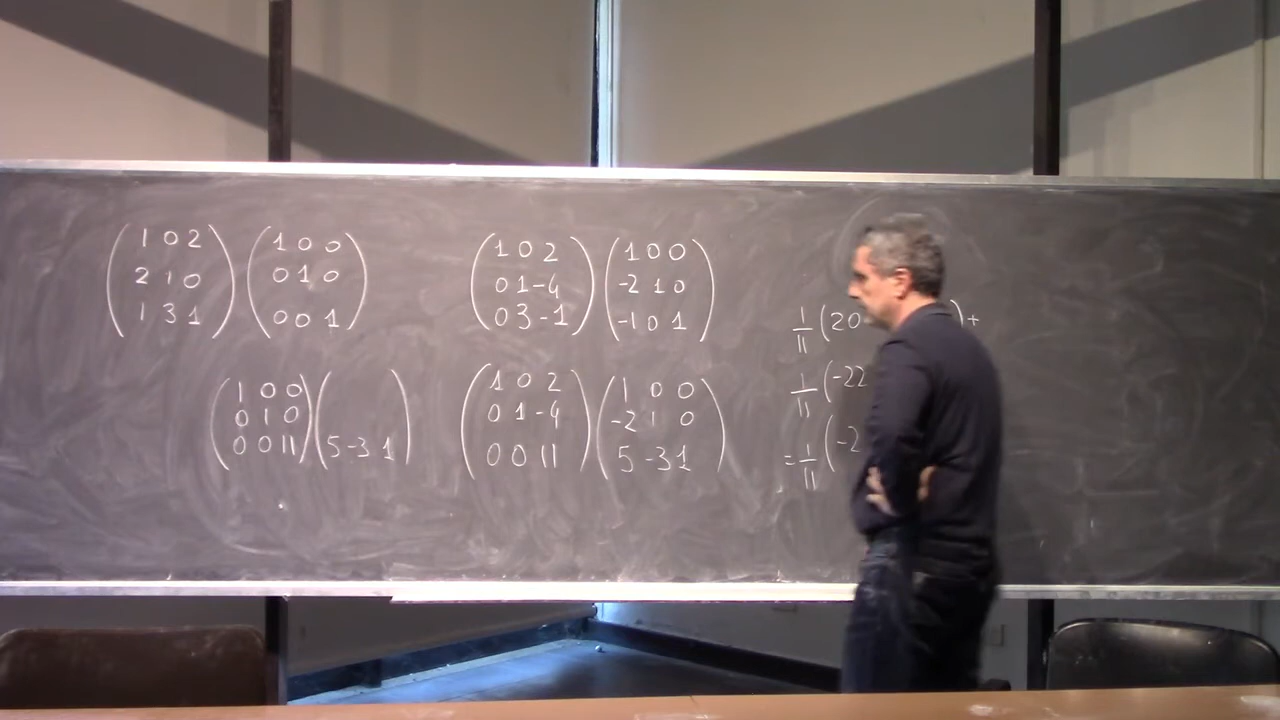 1 0 2 1 0 0
2 1 0 0 1 0
1 3 1 0 0 1
1 0 2 1 0 0
0 1 -4 -2 1 0
0 3 -1 -1 0 1
1 0 0
0 1 0
0 0 11 5 -3 1
1 0 2 1 0 0
0 1 -4 -2 1 0
0 0 11 5 -3 1
1/11 (20 ) +
1/11 (-22
= 1/11 (-2